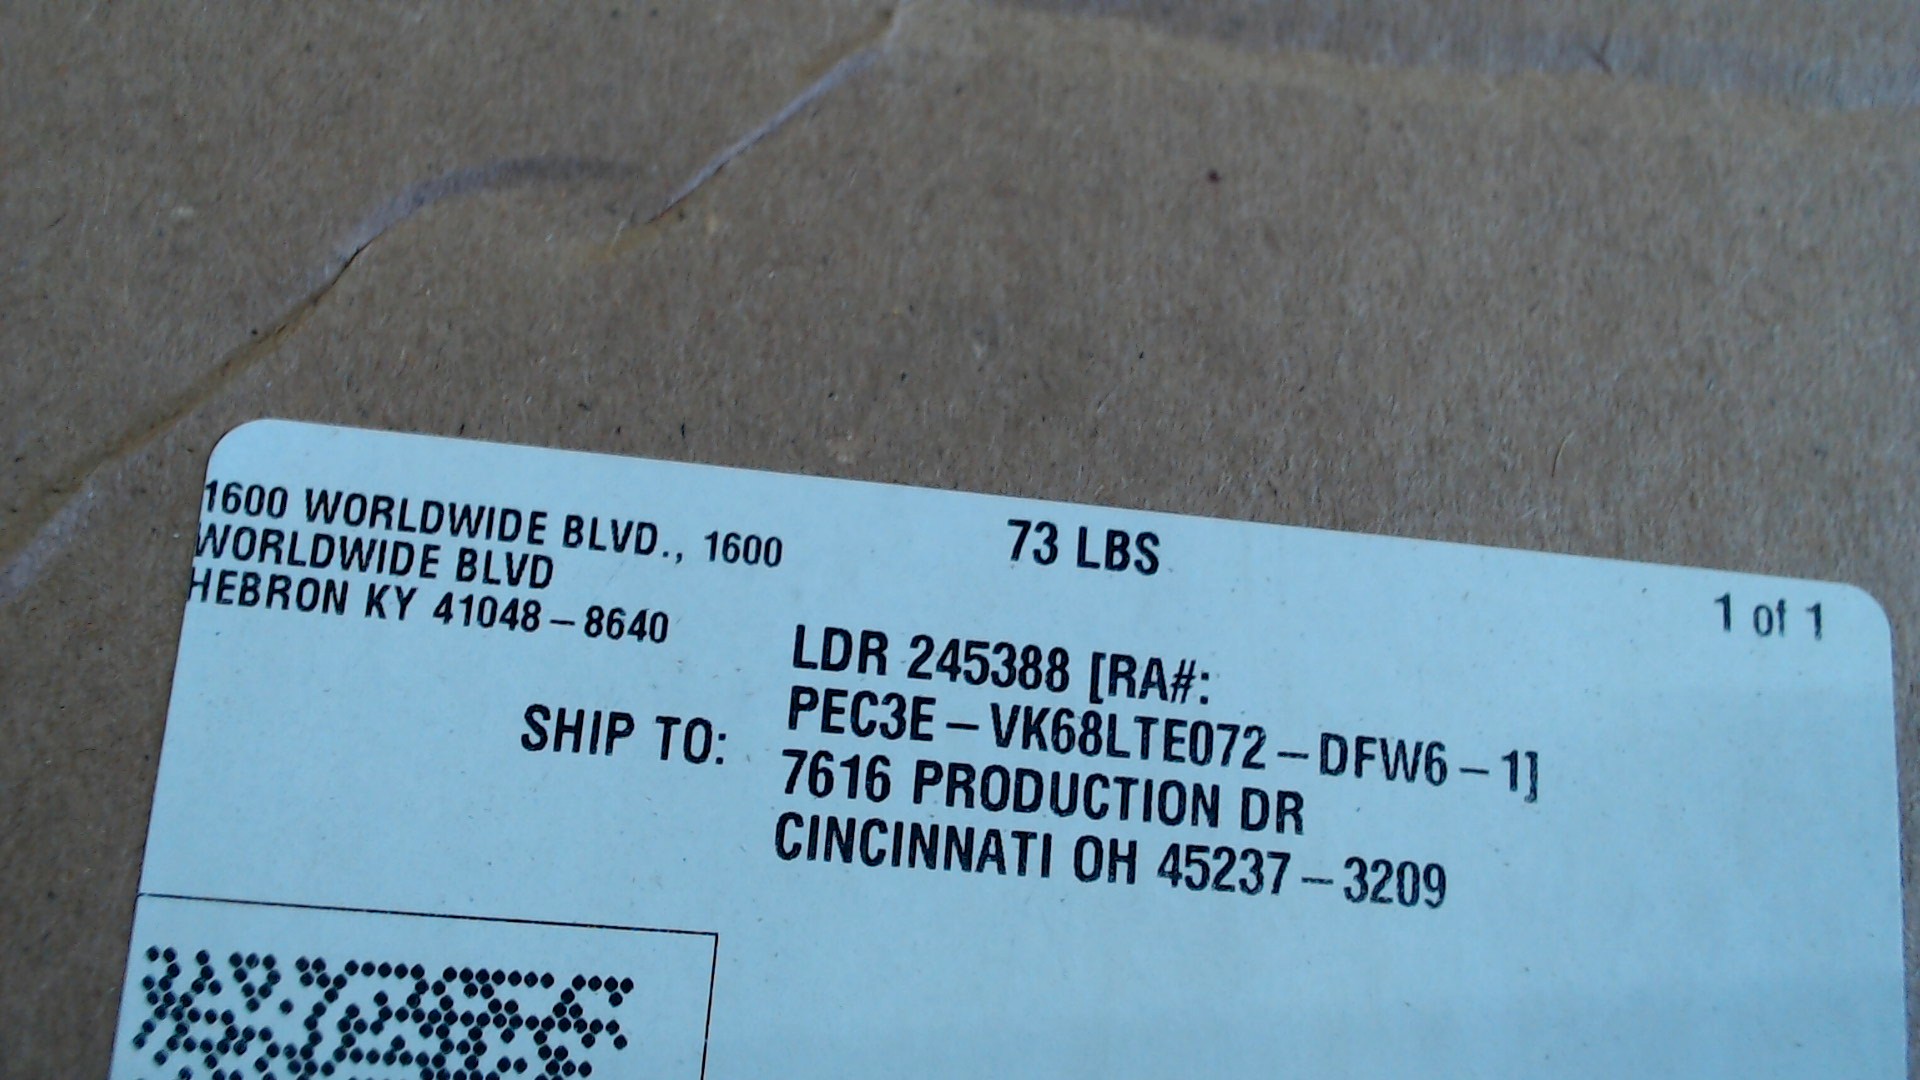 1600 WORLDWIDE BLVD., 1600
WORLDWIDE BLVD
HEBRON KY 41048-8640
73 LBS
1 of 1
SHIP TO:
LDR 245388 [RA#:
PEC3E-VK68LTE072-DFW6-1]
7616 PRODUCTION DR
CINCINNATI OH 45237-3209